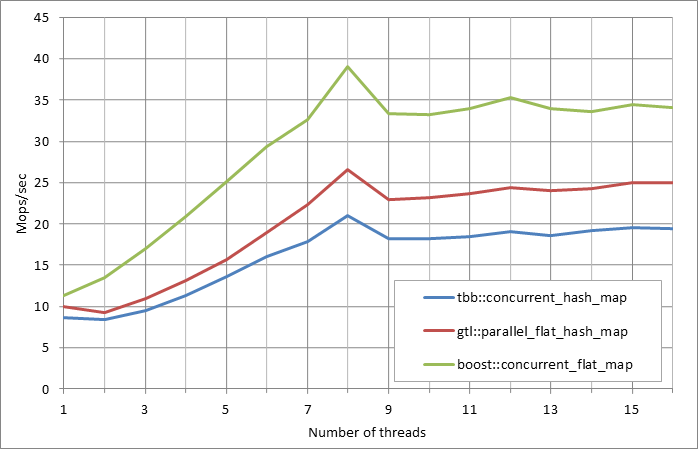 45
40
35
30
25
20
15
10
5
0
Mops/sec
tbb::concurrent_hash_map
gtl::parallel_flat_hash_map
boost::concurrent_flat_map
1 3 5 7 9 11 13 15
Number of threads